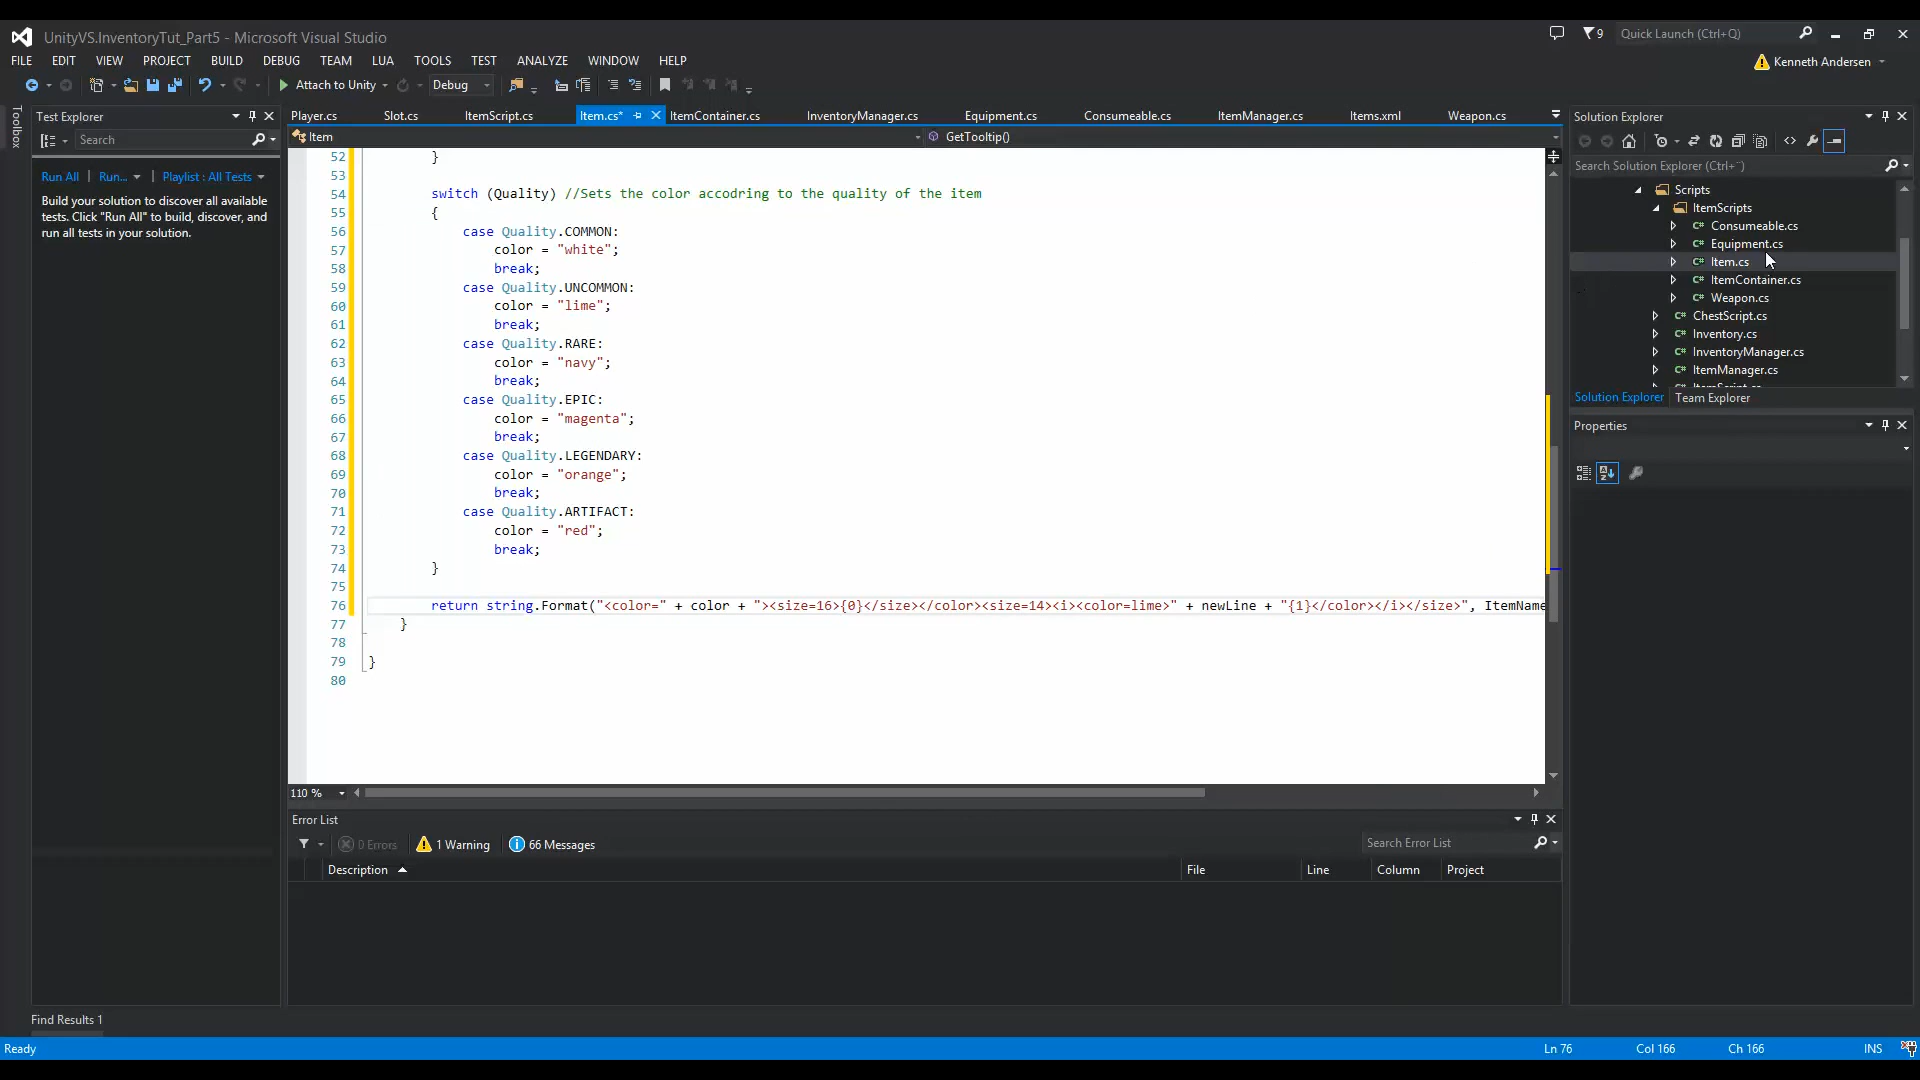 UnityVS.InventoryTut_Part5 - Microsoft Visual Studio
9
Quick Launch (Ctrl+Q)
FILE EDIT VIEW PROJECT BUILD DEBUG TEAM LUA TOOLS TEST ANALYZE WINDOW HELP
Kenneth Andersen
Attach to Unity
Debug
Toolbox
Test Explorer
Search
Run All | Run... Playlist : All Tests
Build your solution to discover all available
tests. Click "Run All" to build, discover, and
run all tests in your solution.
Player.cs Slot.cs ItemScript.cs Item.cs* ItemContainer.cs InventoryManager.cs Equipment.cs Consumeable.cs ItemManager.cs Items.xml Weapon.cs
Item
GetTooltip()
52 }
53
54 switch (Quality) //Sets the color accodring to the quality of the item
55 {
56 case Quality.COMMON:
57 color = "white";
58 break;
59 case Quality.UNCOMMON:
60 color = "lime";
61 break;
62 case Quality.RARE:
63 color = "navy";
64 break;
65 case Quality.EPIC:
66 color = "magenta";
67 break;
68 case Quality.LEGENDARY:
69 color = "orange";
70 break;
71 case Quality.ARTIFACT:
72 color = "red";
73 break;
74 }
75
76 return string.Format("<color=" + color + "><size=16>{0}</size></color><size=14><i><color=lime>" + newLine + "{1}</color></i></size>", ItemName
77 }
78
79 }
80
110 %
Error List
0 Errors
1 Warning
66 Messages
Search Error List
Description
File
Line
Column
Project
Solution Explorer
Search Solution Explorer (Ctrl+¨)
Scripts
ItemScripts
C# Consumeable.cs
C# Equipment.cs
C# Item.cs
C# ItemContainer.cs
C# Weapon.cs
C# ChestScript.cs
C# Inventory.cs
C# InventoryManager.cs
C# ItemManager.cs
Solution Explorer Team Explorer
Properties
Find Results 1
Ready
Ln 76
Col 166
Ch 166
INS